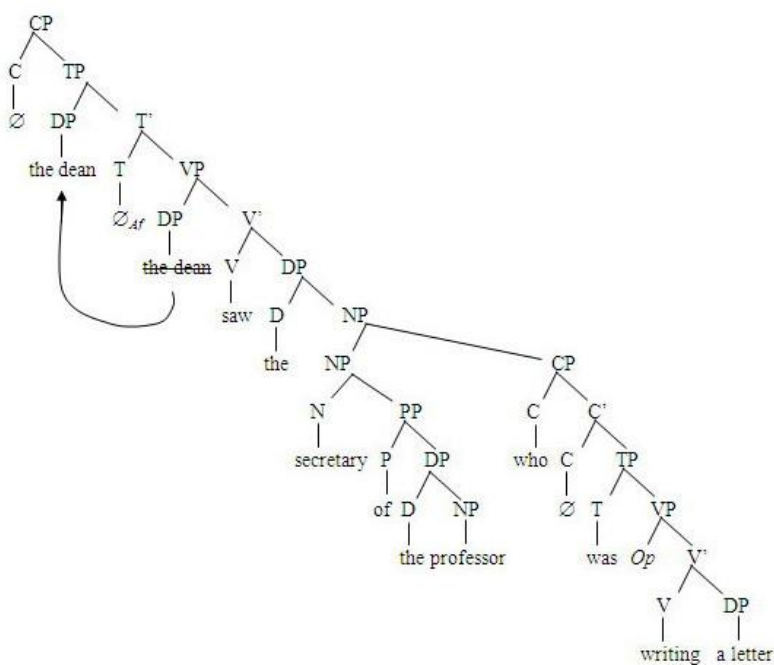 CP
C TP
∅ DP T'
the dean T VP
∅Af DP V'
the dean V DP
saw D NP
the NP CP
N PP C C'
secretary P DP who C TP
of D NP ∅ T VP
the professor was Op V'
V DP
writing a letter